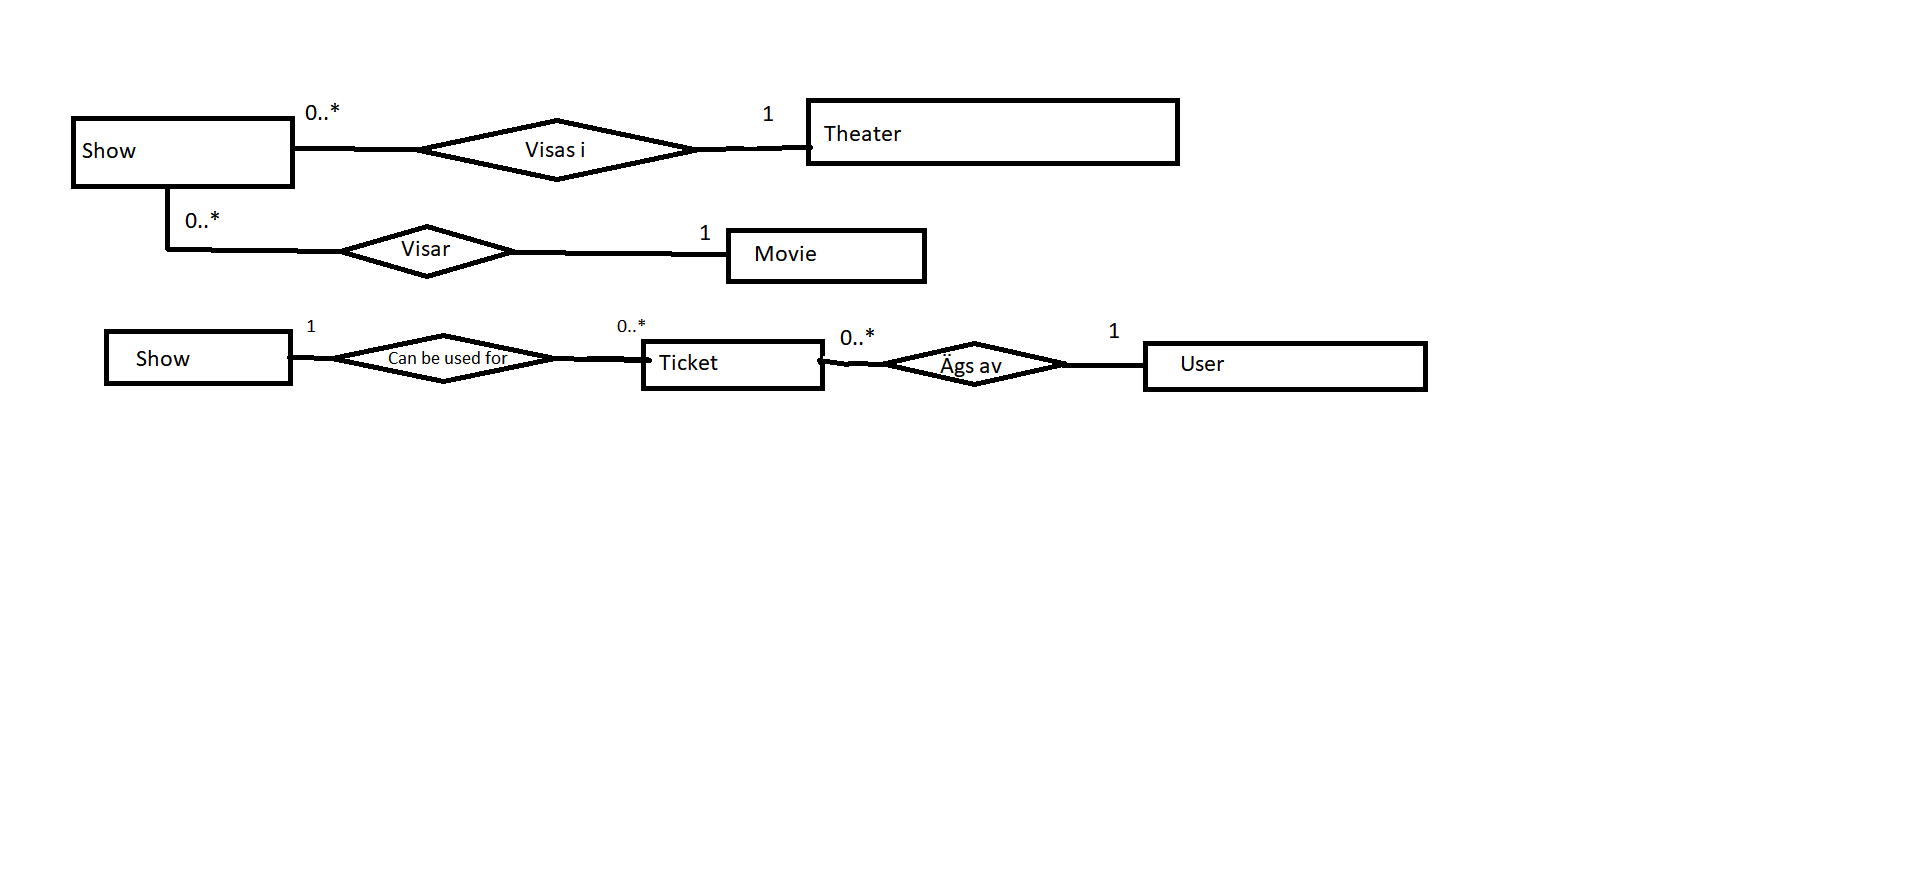 0..*
1
Show
Visas i
Theater
0..*
1
Visar
Movie
1
0..*
0..*
1
Show
Can be used for
Ticket
Ägs av
User